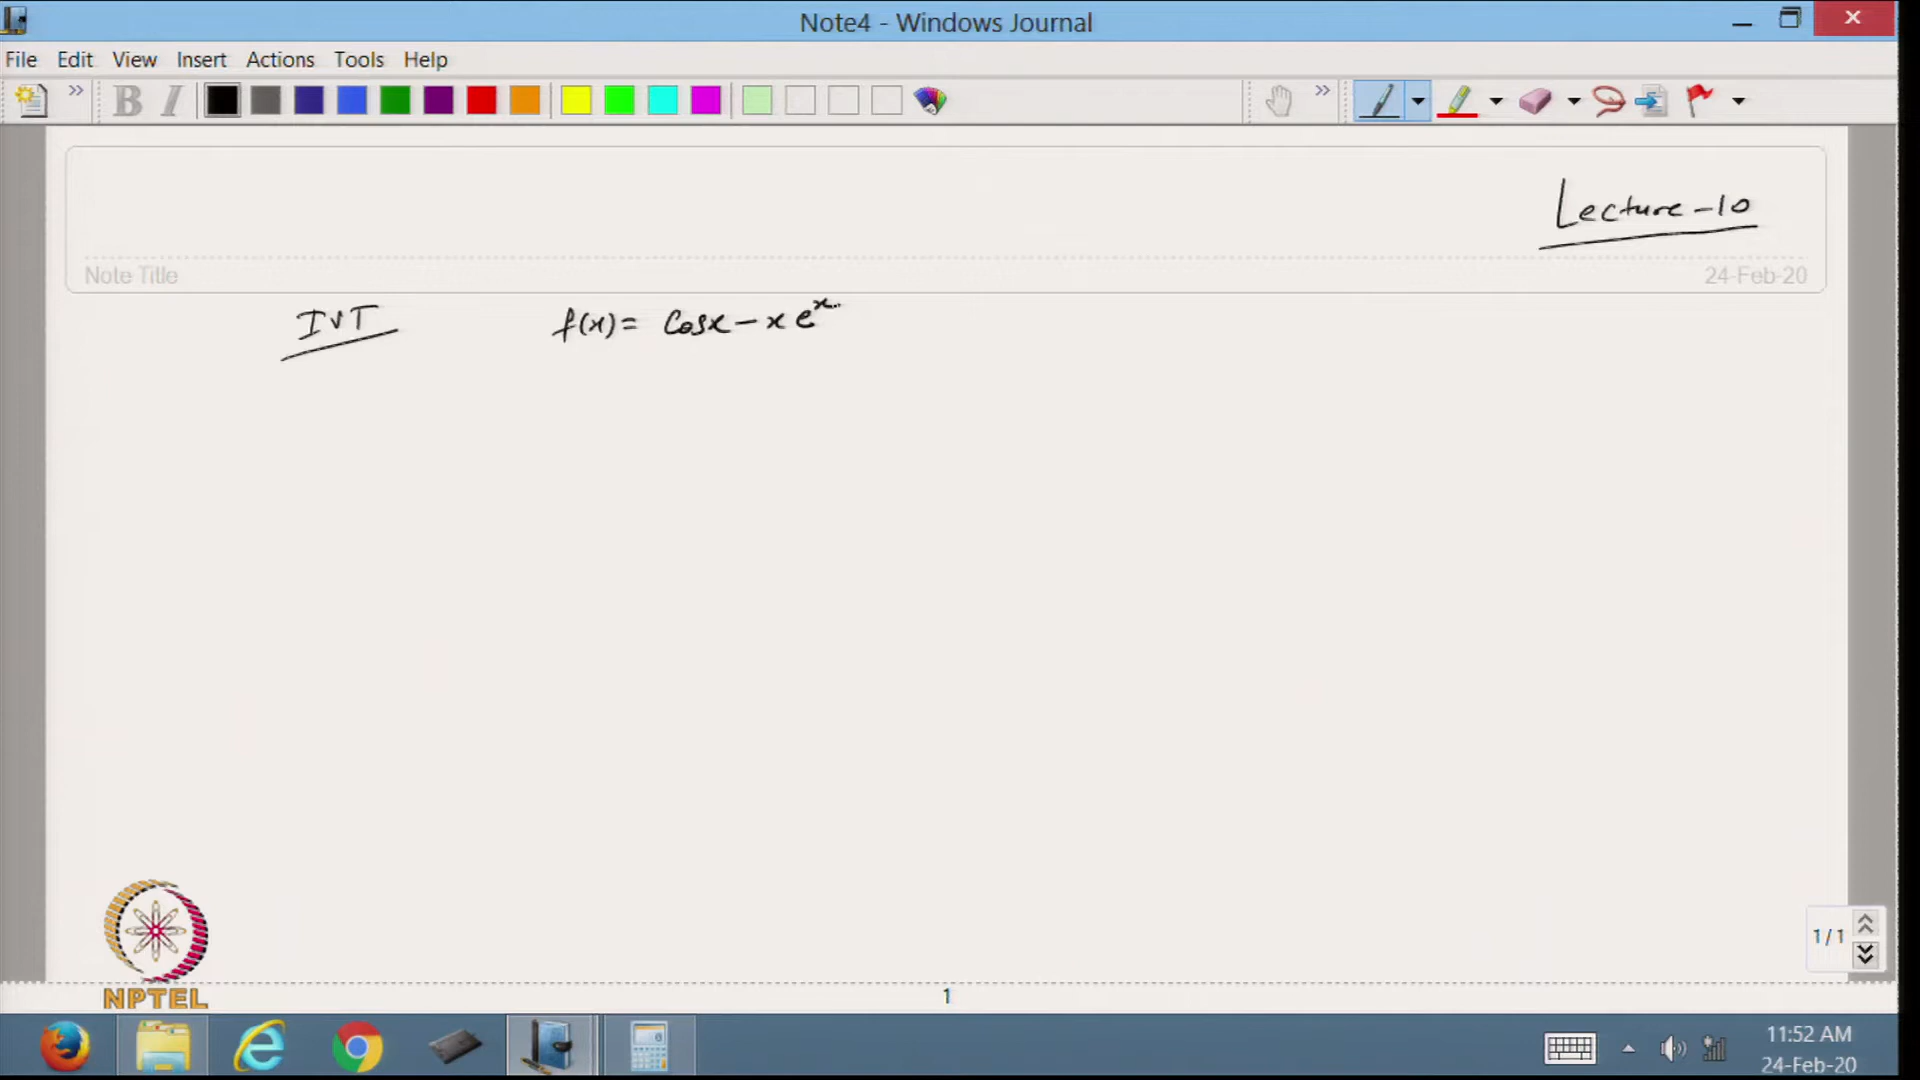 Note4 - Windows Journal
File Edit View Insert Actions Tools Help
B I
Lecture-10
Note Title
24-Feb-20
IVT f(x) = Cosx - x e^x
1/1
NPTEL
1
11:52 AM
24-Feb-20